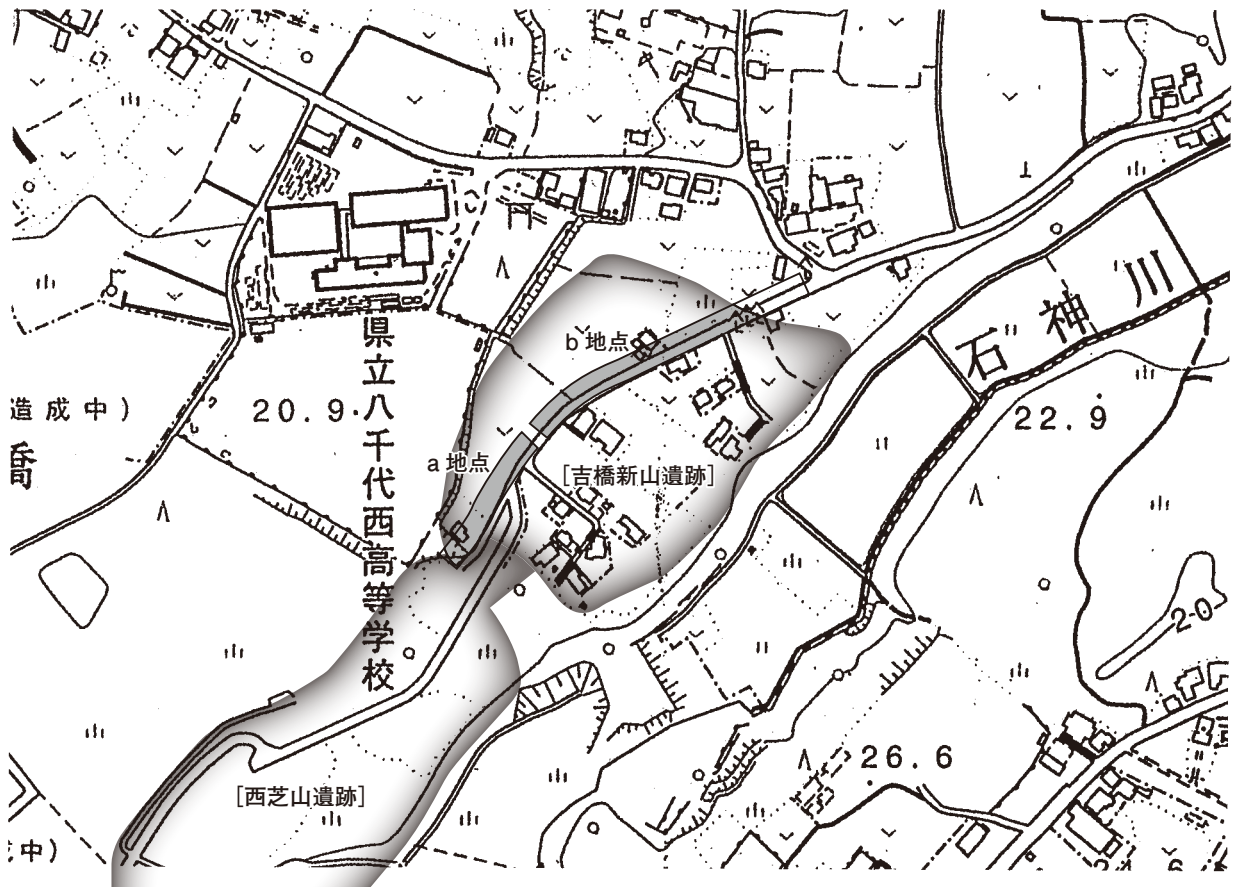 石神川
b 地点
県立八千代西高等学校
造成中）
20.9
22.9
橋
a 地点
[吉橋新山遺跡]
20
26.6
[西芝山遺跡]
中）